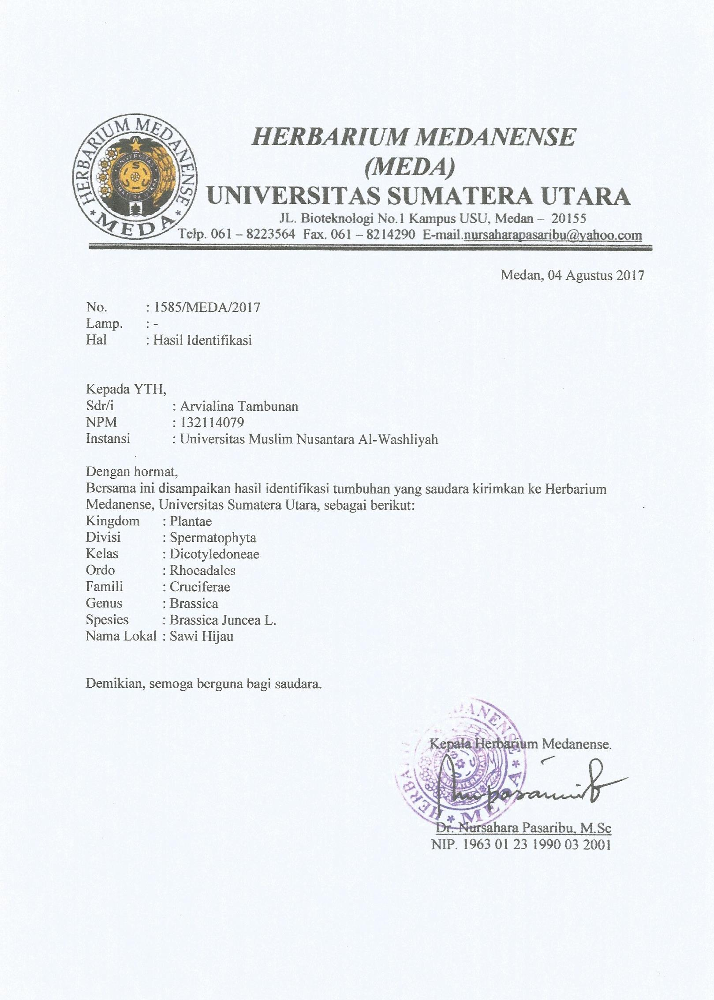 HERBARIUM MEDANENSE
* MEDA *
UNIVERSITAS
SUMATERA UTARA
HERBARIUM MEDANENSE
(MEDA)
UNIVERSITAS SUMATERA UTARA
JL. Bioteknologi No.1 Kampus USU, Medan – 20155
Telp. 061 – 8223564 Fax. 061 – 8214290 E-mail.nursaharapasaribu@yahoo.com
Medan, 04 Agustus 2017
No. : 1585/MEDA/2017
Lamp. : -
Hal : Hasil Identifikasi
Kepada YTH,
Sdr/i : Arvialina Tambunan
NPM : 132114079
Instansi : Universitas Muslim Nusantara Al-Washliyah
Dengan hormat,
Bersama ini disampaikan hasil identifikasi tumbuhan yang saudara kirimkan ke Herbarium
Medanense, Universitas Sumatera Utara, sebagai berikut:
Kingdom : Plantae
Divisi : Spermatophyta
Kelas : Dicotyledoneae
Ordo : Rhoeadales
Famili : Cruciferae
Genus : Brassica
Spesies : Brassica Juncea L.
Nama Lokal : Sawi Hijau
Demikian, semoga berguna bagi saudara.
Kepala Herbarium Medanense.
* MEDA *
Dr. Nursahara Pasaribu, M.Sc
NIP. 1963 01 23 1990 03 2001